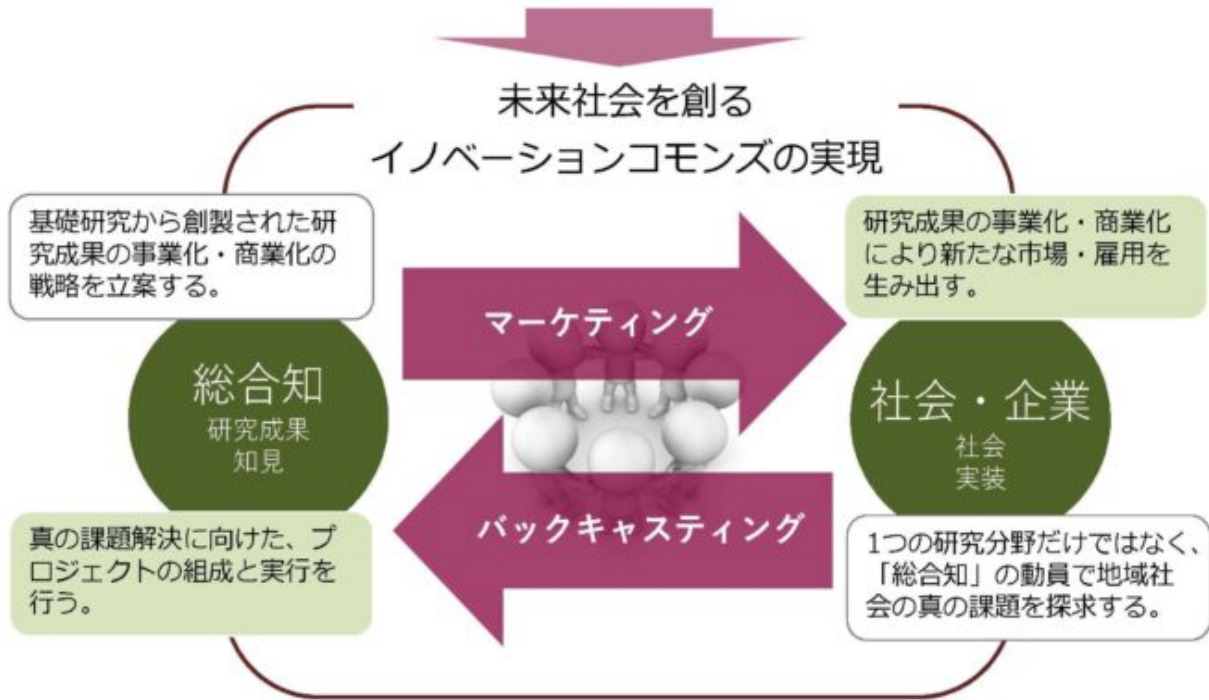 未来社会を創る
イノベーションコモンズの実現
基礎研究から創製された研
究成果の事業化・商業化の
戦略を立案する。
研究成果の事業化・商業化
により新たな市場・雇用を
生み出す。
マーケティング
総合知
研究成果
知見
社会・企業
社会
実装
バックキャスティング
真の課題解決に向けた、プ
ロジェクトの組成と実行を
行う。
1つの研究分野だけではなく、
「総合知」の動員で地域社
会の真の課題を探求する。